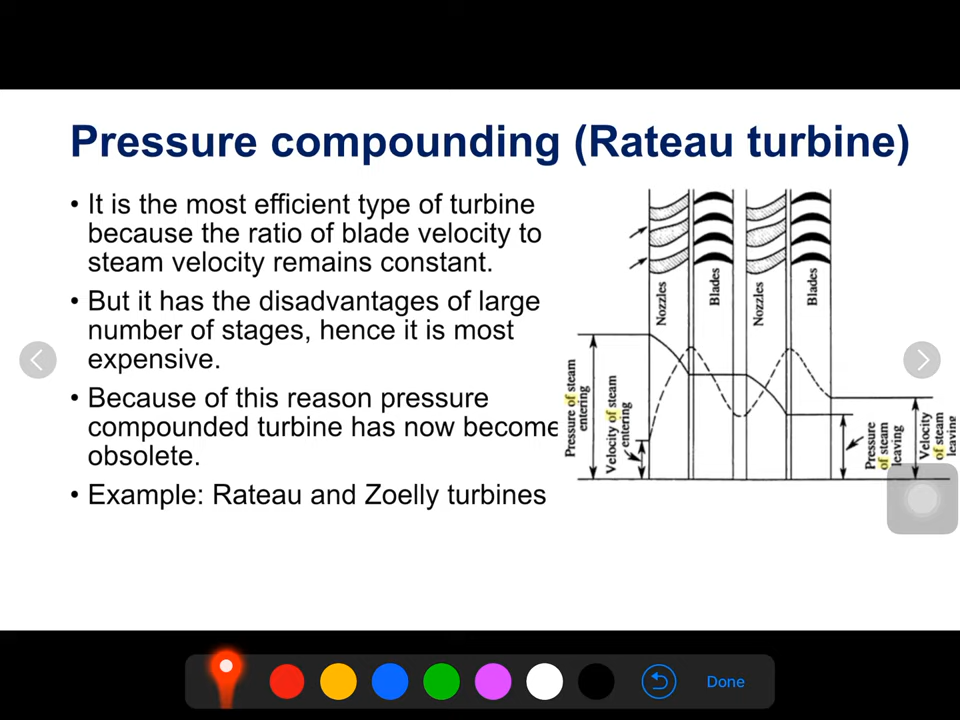 Pressure compounding (Rateau turbine)
• It is the most efficient type of turbine
because the ratio of blade velocity to
steam velocity remains constant.
• But it has the disadvantages of large
number of stages, hence it is most
expensive.
• Because of this reason pressure
compounded turbine has now become
obsolete.
• Example: Rateau and Zoelly turbines
Nozzles
Blades
Nozzles
Blades
Pressure of steam
entering
Velocity of steam
entering
Pressure
of steam
leaving
Velocity
of steam
leaving
Done